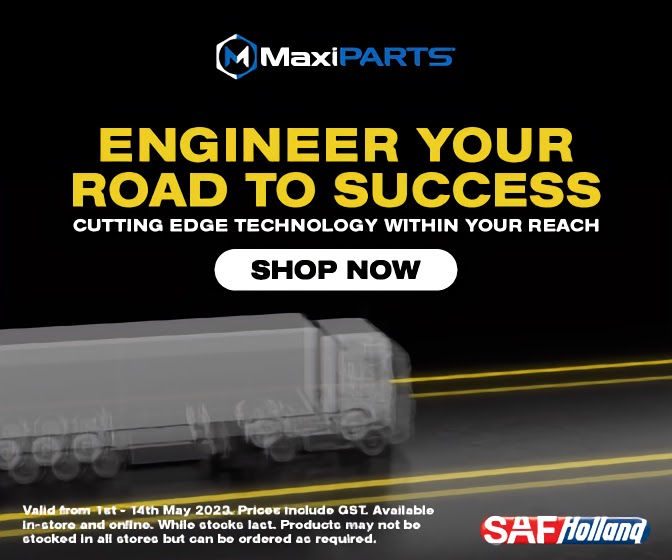 MaxiPARTS
ENGINEER YOUR
ROAD TO SUCCESS
CUTTING EDGE TECHNOLOGY WITHIN YOUR REACH
SHOP NOW
Valid from 1st - 14th May 2023. Prices include GST. Available
in-store and online. While stocks last. Products may not be
stocked in all stores but can be ordered as required.
SAF Holland